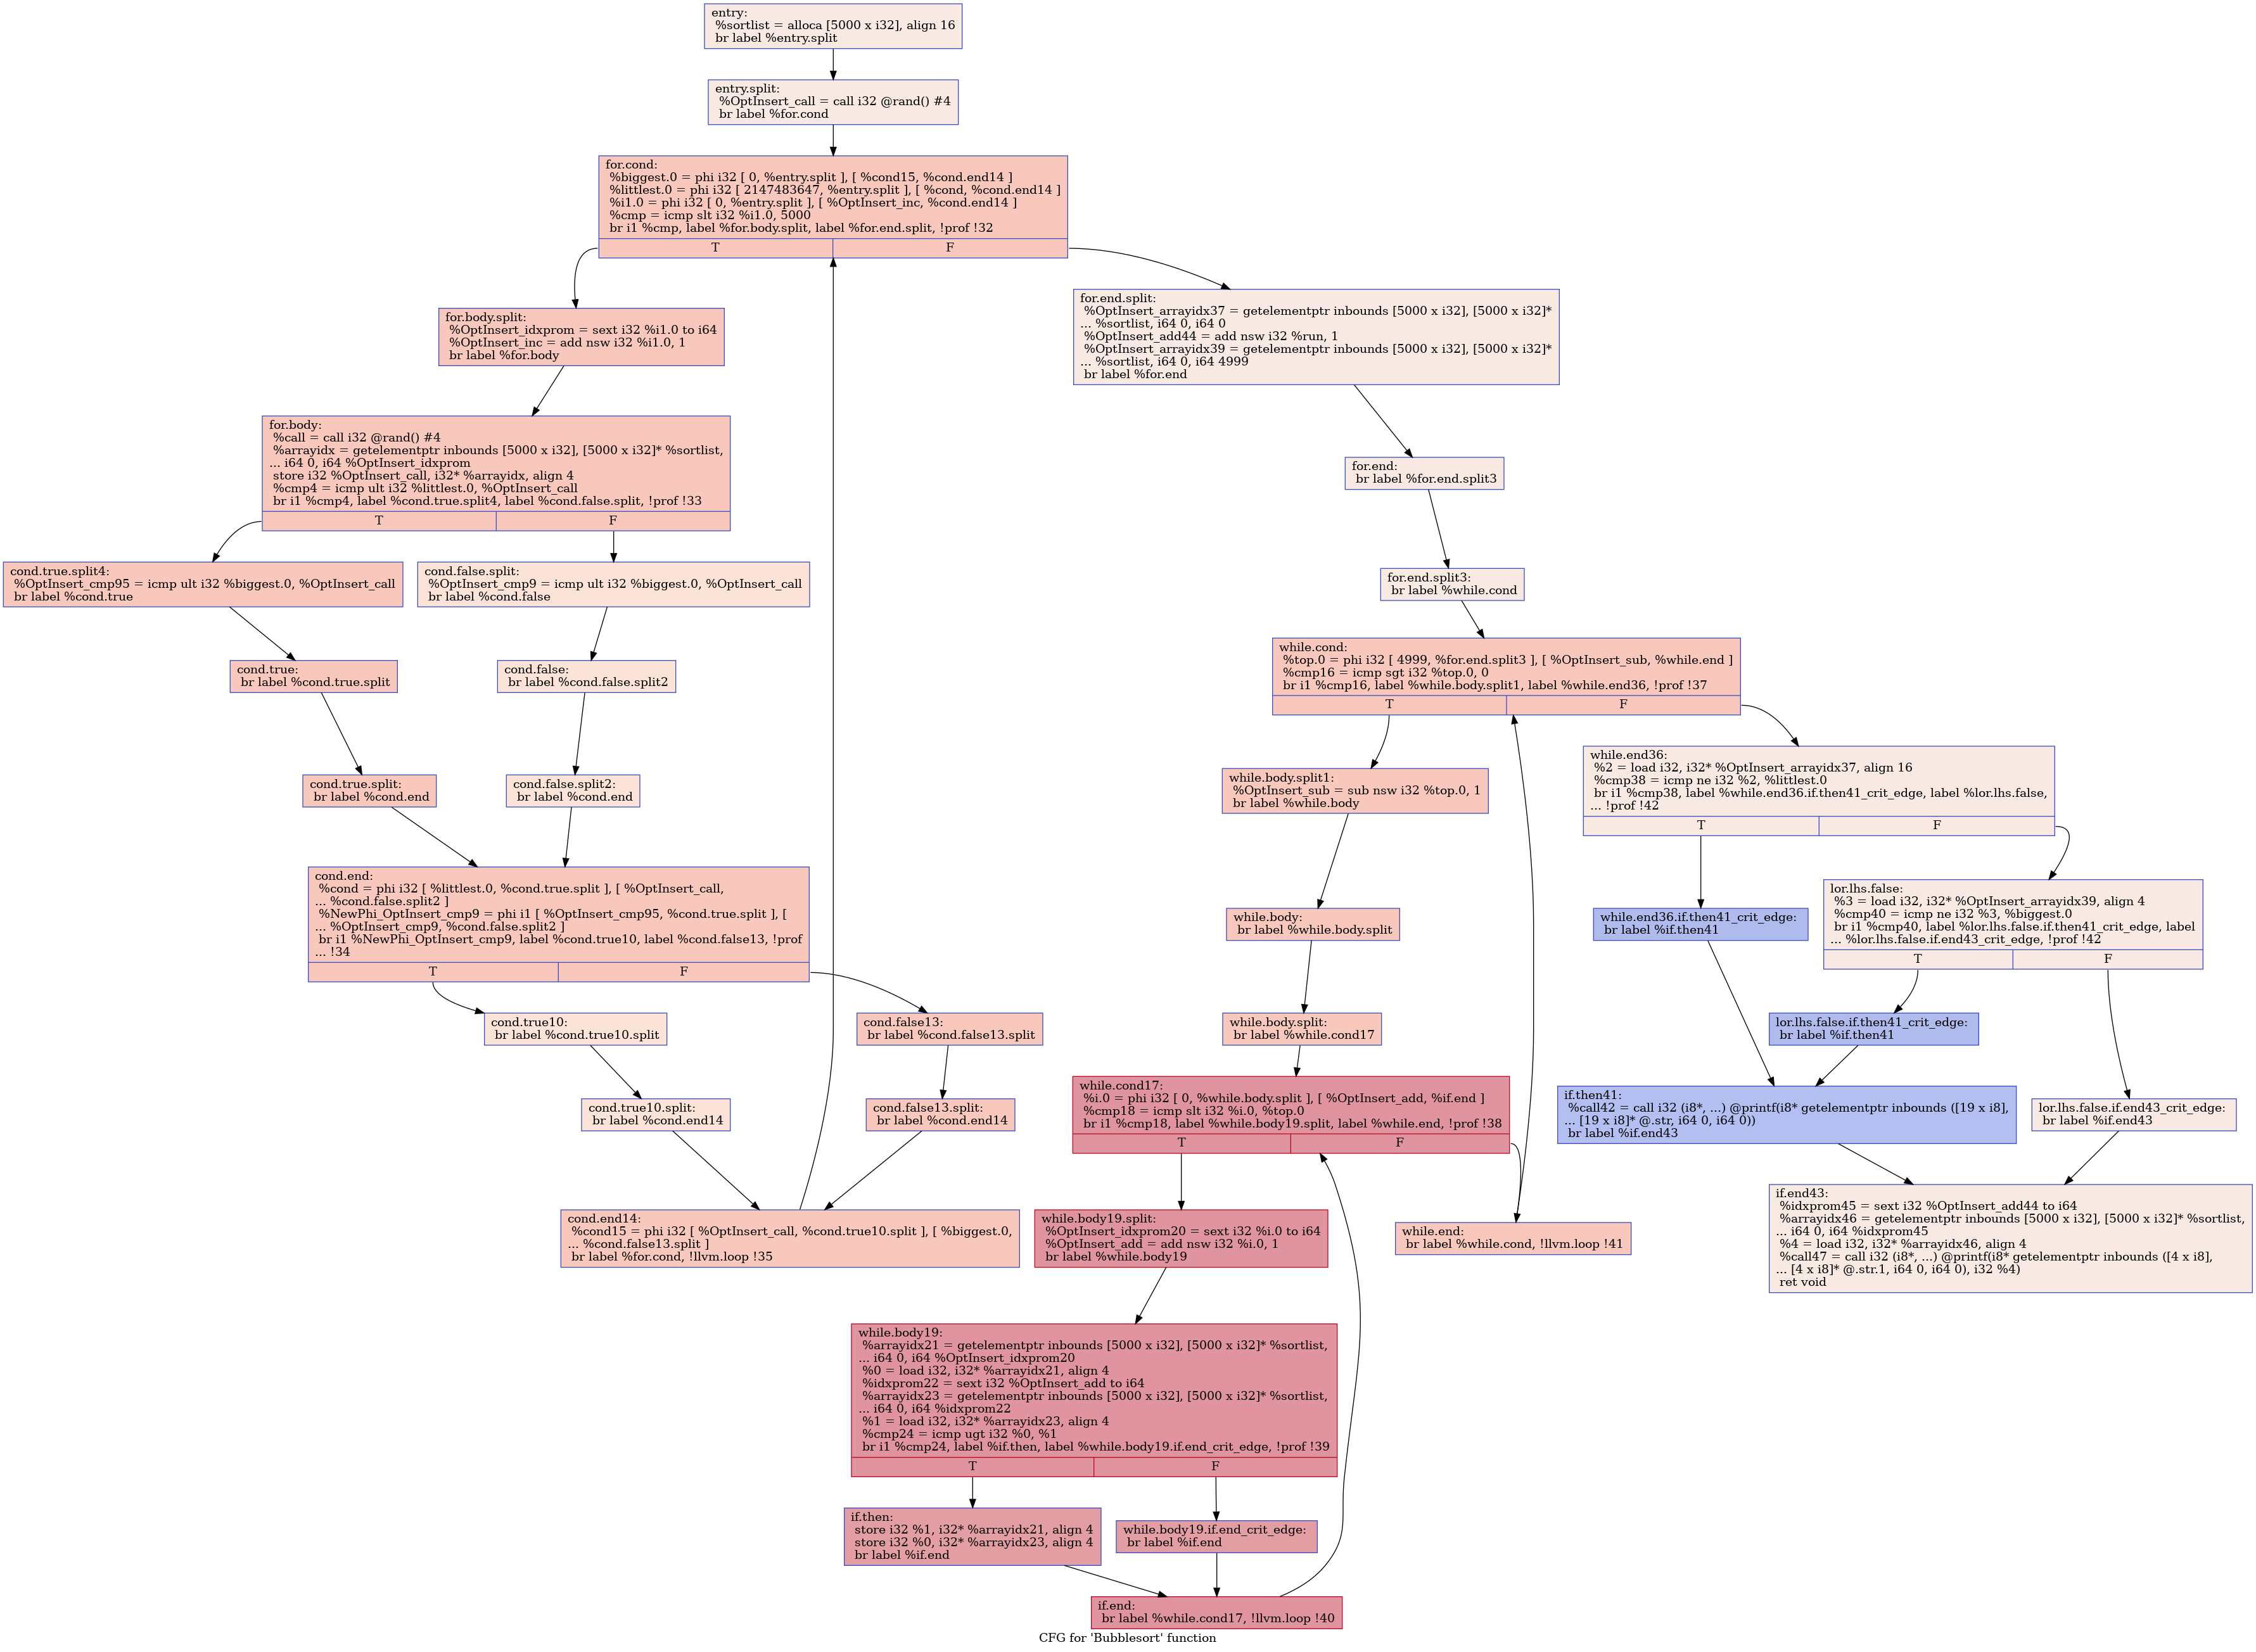 entry:
%sortlist = alloca [5000 x i32], align 16
br label %entry.split
entry.split:
%OptInsert_call = call i32 @rand() #4
br label %for.cond
for.cond:
%biggest.0 = phi i32 [ 0, %entry.split ], [ %cond15, %cond.end14 ]
%littlest.0 = phi i32 [ 2147483647, %entry.split ], [ %cond, %cond.end14 ]
%i1.0 = phi i32 [ 0, %entry.split ], [ %OptInsert_inc, %cond.end14 ]
%cmp = icmp slt i32 %i1.0, 5000
br i1 %cmp, label %for.body.split, label %for.end.split, !prof !32
T F
for.body.split:
%OptInsert_idxprom = sext i32 %i1.0 to i64
%OptInsert_inc = add nsw i32 %i1.0, 1
br label %for.body
for.body:
%call = call i32 @rand() #4
%arrayidx = getelementptr inbounds [5000 x i32], [5000 x i32]* %sortlist,
... i64 0, i64 %OptInsert_idxprom
store i32 %OptInsert_call, i32* %arrayidx, align 4
%cmp4 = icmp ult i32 %littlest.0, %OptInsert_call
br i1 %cmp4, label %cond.true.split4, label %cond.false.split, !prof !33
T F
cond.true.split4:
%OptInsert_cmp95 = icmp ult i32 %biggest.0, %OptInsert_call
br label %cond.true
cond.false.split:
%OptInsert_cmp9 = icmp ult i32 %biggest.0, %OptInsert_call
br label %cond.false
cond.true:
br label %cond.true.split
cond.false:
br label %cond.false.split2
cond.true.split:
br label %cond.end
cond.false.split2:
br label %cond.end
cond.end:
%cond = phi i32 [ %littlest.0, %cond.true.split ], [ %OptInsert_call,
... %cond.false.split2 ]
%NewPhi_OptInsert_cmp9 = phi i1 [ %OptInsert_cmp95, %cond.true.split ], [
... %OptInsert_cmp9, %cond.false.split2 ]
br i1 %NewPhi_OptInsert_cmp9, label %cond.true10, label %cond.false13, !prof
... !34
T F
cond.true10:
br label %cond.true10.split
cond.false13:
br label %cond.false13.split
cond.true10.split:
br label %cond.end14
cond.false13.split:
br label %cond.end14
cond.end14:
%cond15 = phi i32 [ %OptInsert_call, %cond.true10.split ], [ %biggest.0,
... %cond.false13.split ]
br label %for.cond, !llvm.loop !35
for.end.split:
%OptInsert_arrayidx37 = getelementptr inbounds [5000 x i32], [5000 x i32]*
... %sortlist, i64 0, i64 0
%OptInsert_add44 = add nsw i32 %run, 1
%OptInsert_arrayidx39 = getelementptr inbounds [5000 x i32], [5000 x i32]*
... %sortlist, i64 0, i64 4999
br label %for.end
for.end:
br label %for.end.split3
for.end.split3:
br label %while.cond
while.cond:
%top.0 = phi i32 [ 4999, %for.end.split3 ], [ %OptInsert_sub, %while.end ]
%cmp16 = icmp sgt i32 %top.0, 0
br i1 %cmp16, label %while.body.split1, label %while.end36, !prof !37
T F
while.body.split1:
%OptInsert_sub = sub nsw i32 %top.0, 1
br label %while.body
while.body:
br label %while.body.split
while.body.split:
br label %while.cond17
while.cond17:
%i.0 = phi i32 [ 0, %while.body.split ], [ %OptInsert_add, %if.end ]
%cmp18 = icmp slt i32 %i.0, %top.0
br i1 %cmp18, label %while.body19.split, label %while.end, !prof !38
T F
while.body19.split:
%OptInsert_idxprom20 = sext i32 %i.0 to i64
%OptInsert_add = add nsw i32 %i.0, 1
br label %while.body19
while.end:
br label %while.cond, !llvm.loop !41
while.body19:
%arrayidx21 = getelementptr inbounds [5000 x i32], [5000 x i32]* %sortlist,
... i64 0, i64 %OptInsert_idxprom20
%0 = load i32, i32* %arrayidx21, align 4
%idxprom22 = sext i32 %OptInsert_add to i64
%arrayidx23 = getelementptr inbounds [5000 x i32], [5000 x i32]* %sortlist,
... i64 0, i64 %idxprom22
%1 = load i32, i32* %arrayidx23, align 4
%cmp24 = icmp ugt i32 %0, %1
br i1 %cmp24, label %if.then, label %while.body19.if.end_crit_edge, !prof !39
T F
if.then:
store i32 %1, i32* %arrayidx21, align 4
store i32 %0, i32* %arrayidx23, align 4
br label %if.end
while.body19.if.end_crit_edge:
br label %if.end
if.end:
br label %while.cond17, !llvm.loop !40
while.end36:
%2 = load i32, i32* %OptInsert_arrayidx37, align 16
%cmp38 = icmp ne i32 %2, %littlest.0
br i1 %cmp38, label %while.end36.if.then41_crit_edge, label %lor.lhs.false,
... !prof !42
T F
while.end36.if.then41_crit_edge:
br label %if.then41
lor.lhs.false:
%3 = load i32, i32* %OptInsert_arrayidx39, align 4
%cmp40 = icmp ne i32 %3, %biggest.0
br i1 %cmp40, label %lor.lhs.false.if.then41_crit_edge, label
... %lor.lhs.false.if.end43_crit_edge, !prof !42
T F
lor.lhs.false.if.then41_crit_edge:
br label %if.then41
if.then41:
%call42 = call i32 (i8*, ...) @printf(i8* getelementptr inbounds ([19 x i8],
... [19 x i8]* @.str, i64 0, i64 0))
br label %if.end43
lor.lhs.false.if.end43_crit_edge:
br label %if.end43
if.end43:
%idxprom45 = sext i32 %OptInsert_add44 to i64
%arrayidx46 = getelementptr inbounds [5000 x i32], [5000 x i32]* %sortlist,
... i64 0, i64 %idxprom45
%4 = load i32, i32* %arrayidx46, align 4
%call47 = call i32 (i8*, ...) @printf(i8* getelementptr inbounds ([4 x i8],
... [4 x i8]* @.str.1, i64 0, i64 0), i32 %4)
ret void
CFG for 'Bubblesort' function